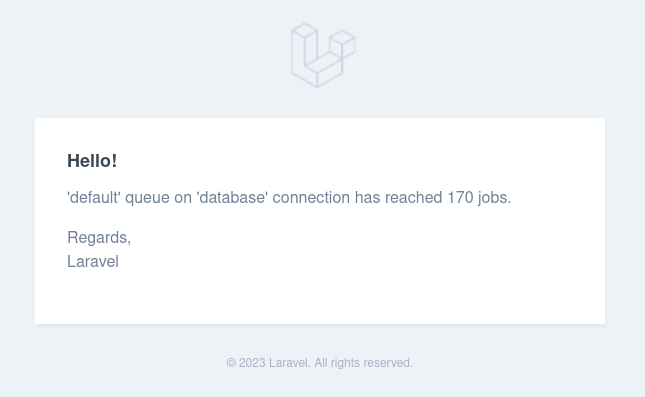 Hello!
'default' queue on 'database' connection has reached 170 jobs.
Regards,
Laravel
© 2023 Laravel. All rights reserved.